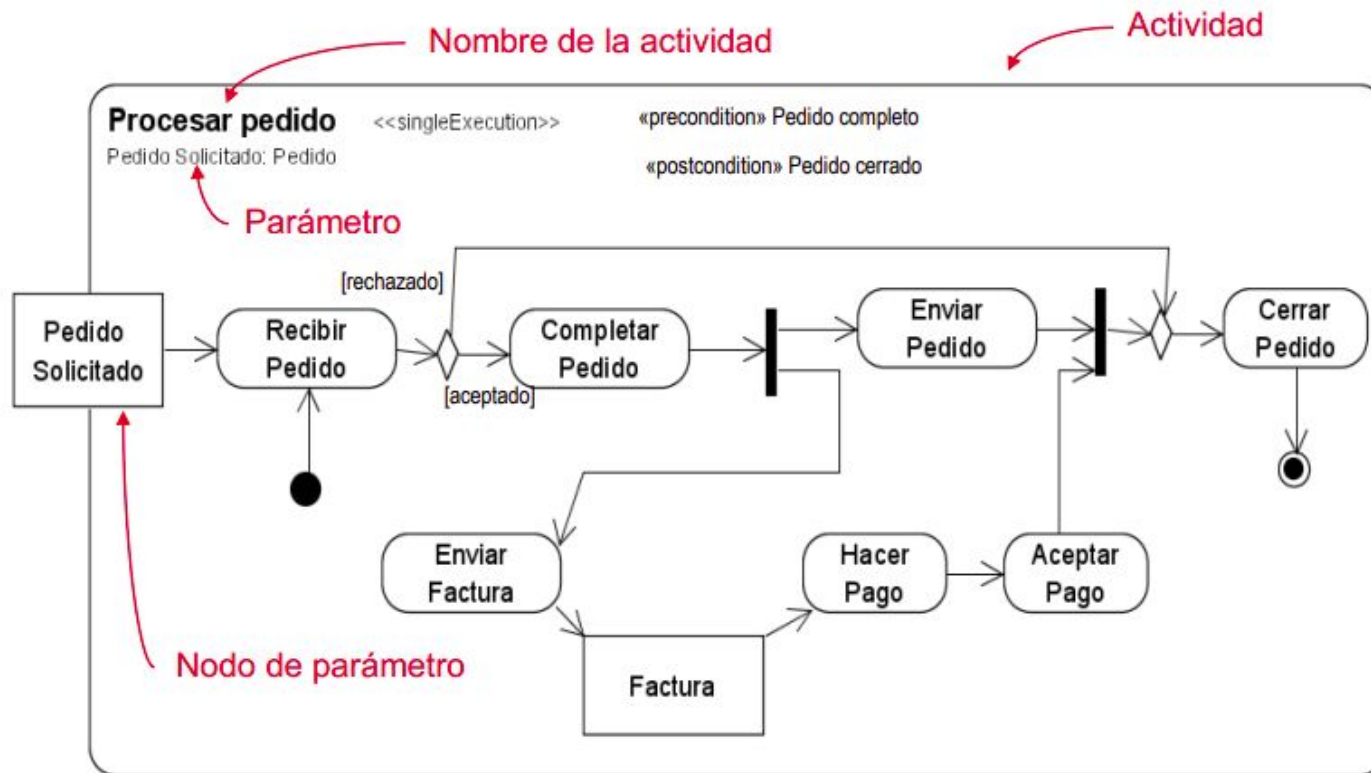 Nombre de la actividad
Actividad
Procesar pedido
<<singleExecution>>
«precondition» Pedido completo
Pedido Solicitado: Pedido
«postcondition» Pedido cerrado
Parámetro
[rechazado]
Pedido
Solicitado
Recibir
Pedido
[aceptado]
Completar
Pedido
Enviar
Pedido
Cerrar
Pedido
Enviar
Factura
Hacer
Pago
Aceptar
Pago
Nodo de parámetro
Factura